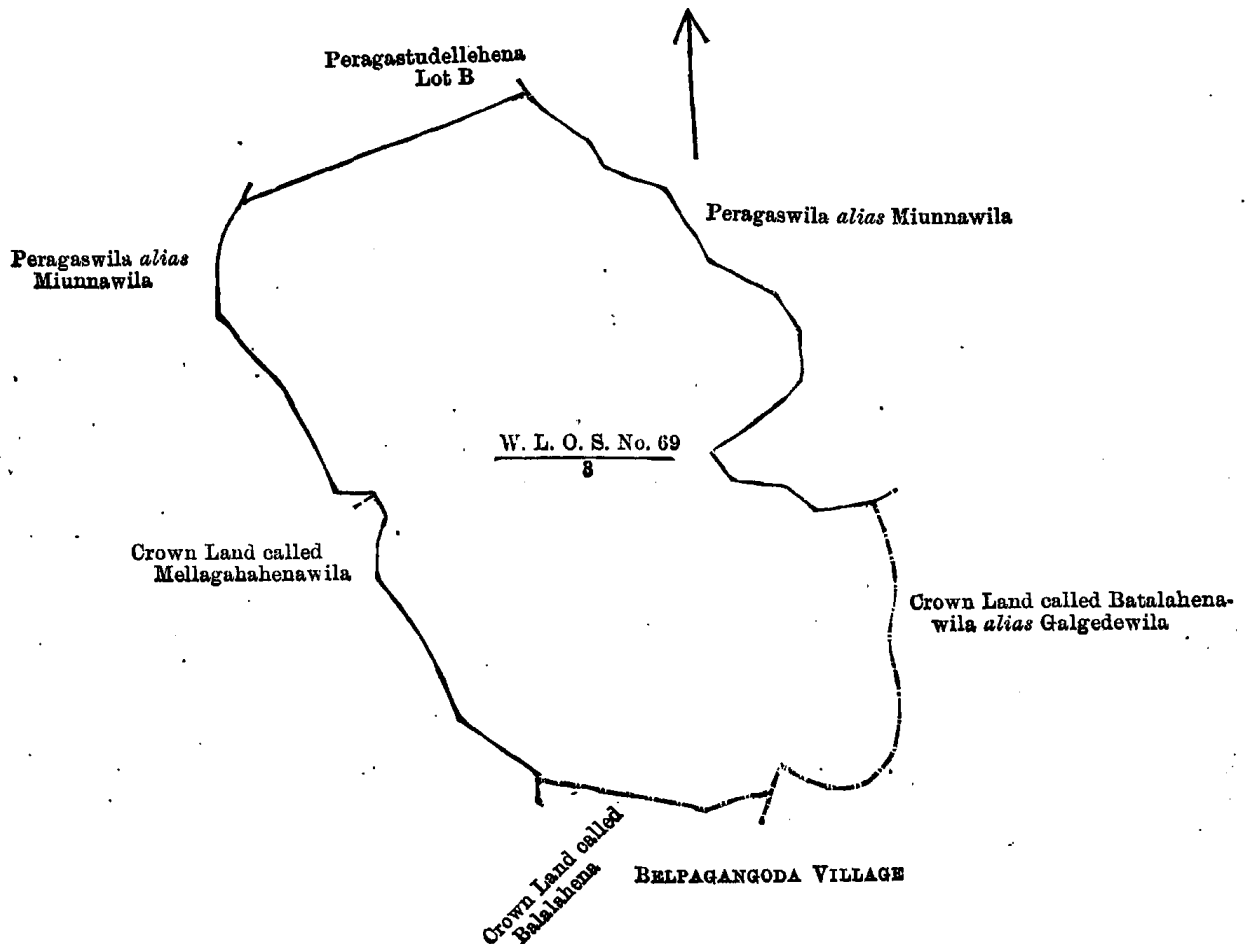 Peragastudellehena
Lot B
Peragaswila alias Miunnawila
Peragaswila alias
Miunnawila
W. L. O. S. No. 69
8
Crown Land called
Mellagahahenawila
Crown Land called Batalahena-
wila alias Galgedewila
Crown Land called
Balalahena
BELPAGANGODA VILLAGE